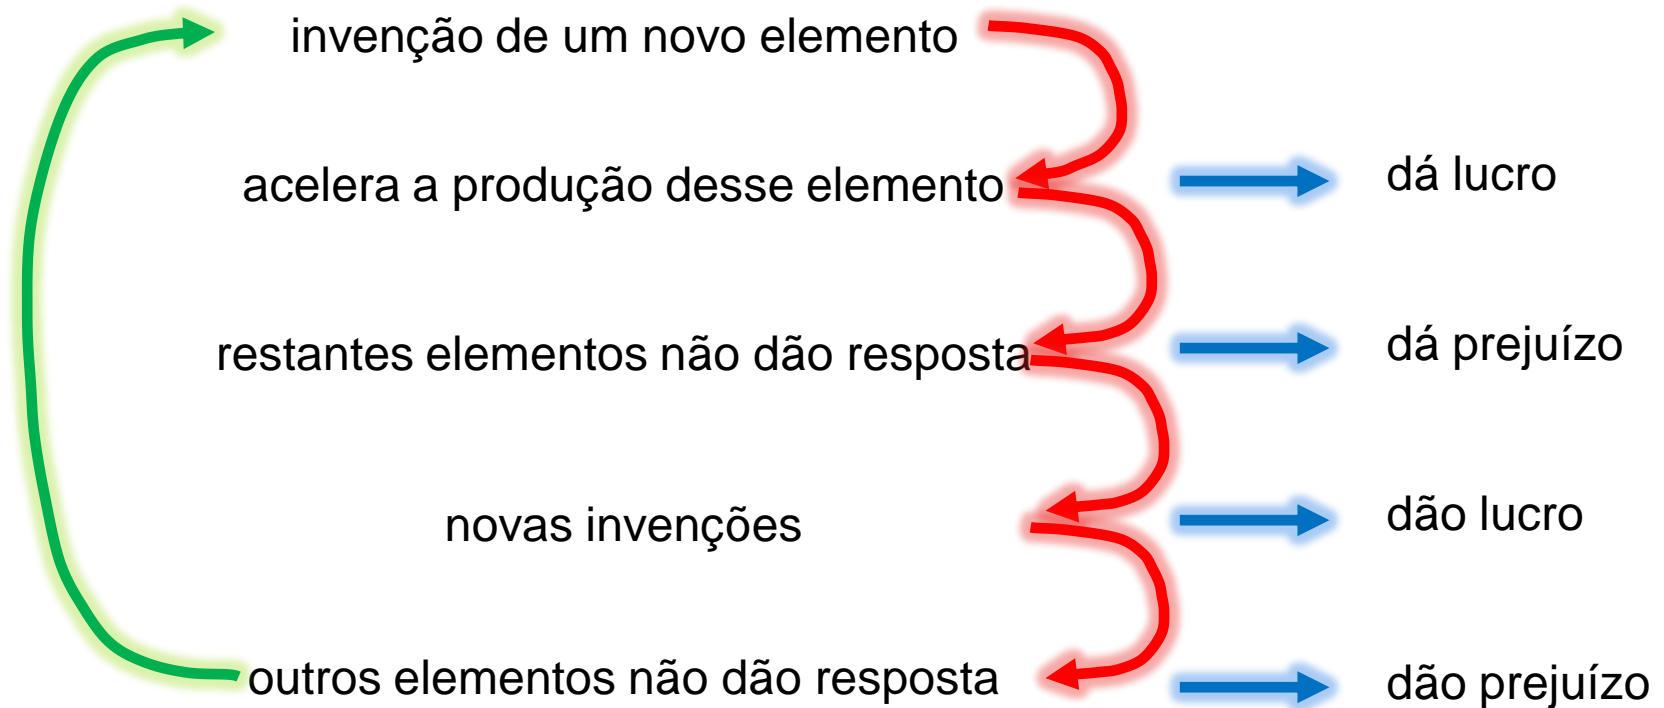 invenção de um novo elemento
acelera a produção desse elemento
dá lucro
restantes elementos não dão resposta
dá prejuízo
novas invenções
dão lucro
outros elementos não dão resposta
dão prejuízo